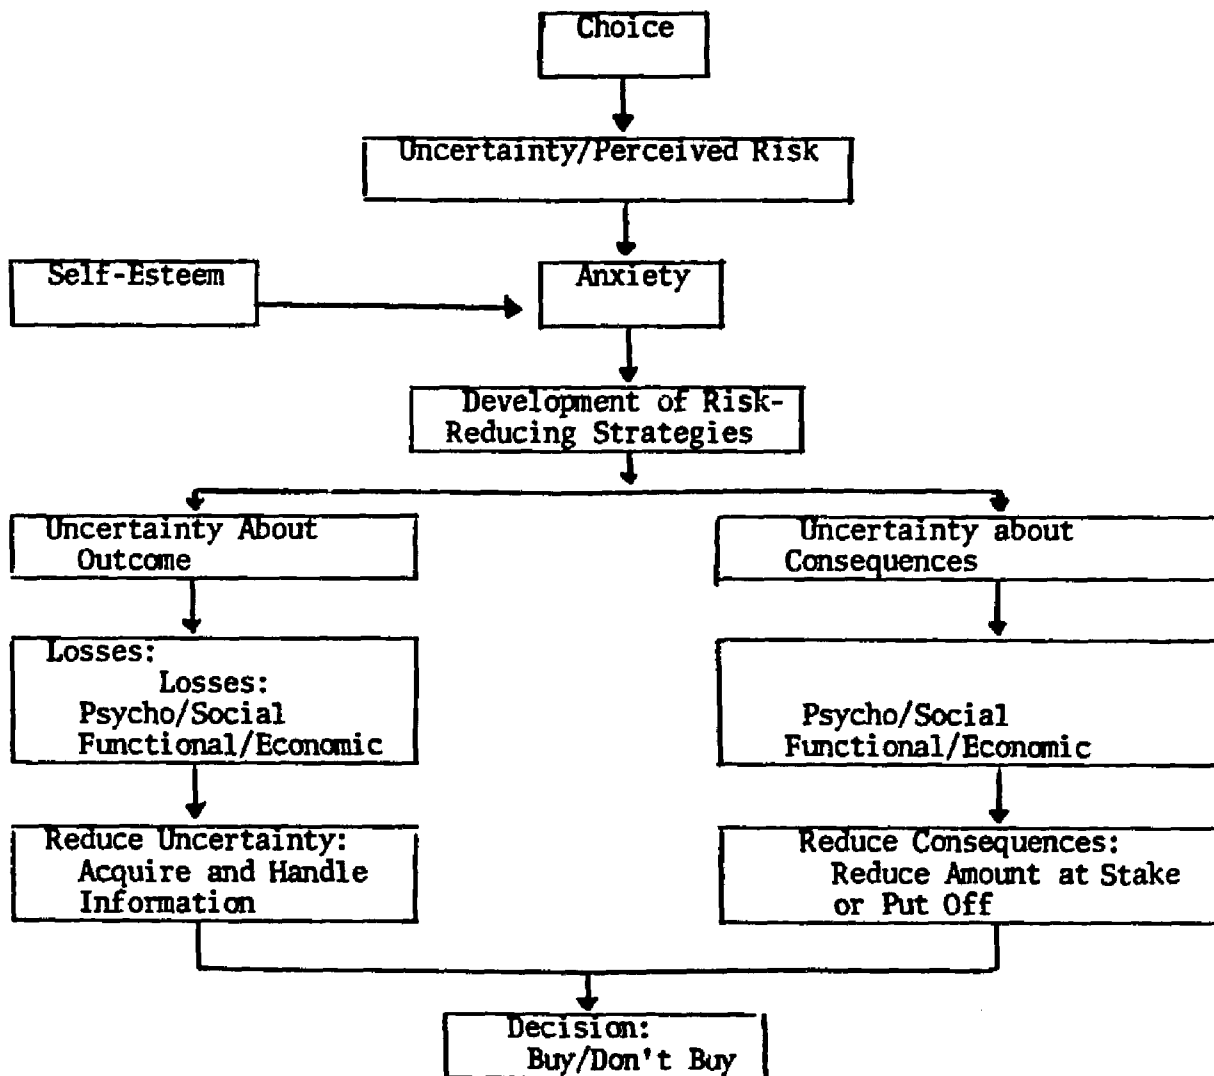 Choice
Uncertainty/Perceived Risk
Self-Esteem
Anxiety
Development of Risk-
Reducing Strategies
Uncertainty About
Outcome
Uncertainty about
Consequences
Losses:
Losses:
Psycho/Social
Functional/Economic
Psycho/Social
Functional/Economic
Reduce Uncertainty:
Acquire and Handle
Information
Reduce Consequences:
Reduce Amount at Stake
or Put Off
Decision:
Buy/Don't Buy